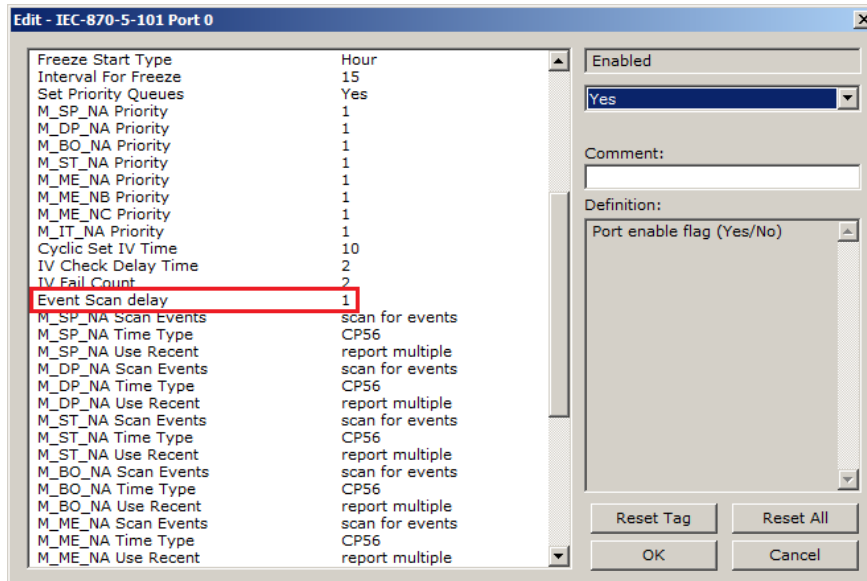 Edit - IEC-870-5-101 Port 0
Freeze Start Type Hour
Interval For Freeze 15
Set Priority Queues Yes
M_SP_NA Priority 1
M_DP_NA Priority 1
M_BO_NA Priority 1
M_ST_NA Priority 1
M_ME_NA Priority 1
M_ME_NB Priority 1
M_ME_NC Priority 1
M_IT_NA Priority 1
Cyclic Set IV Time 10
IV Check Delay Time 2
IV Fail Count 2
Event Scan delay 1
M_SP_NA Scan Events scan for events
M_SP_NA Time Type CP56
M_SP_NA Use Recent report multiple
M_DP_NA Scan Events scan for events
M_DP_NA Time Type CP56
M_DP_NA Use Recent report multiple
M_ST_NA Scan Events scan for events
M_ST_NA Time Type CP56
M_ST_NA Use Recent report multiple
M_BO_NA Scan Events scan for events
M_BO_NA Time Type CP56
M_BO_NA Use Recent report multiple
M_ME_NA Scan Events scan for events
M_ME_NA Time Type CP56
M_ME_NA Use Recent report multiple
Enabled
Yes
Comment:
Definition:
Port enable flag (Yes/No)
Reset Tag Reset All
OK Cancel